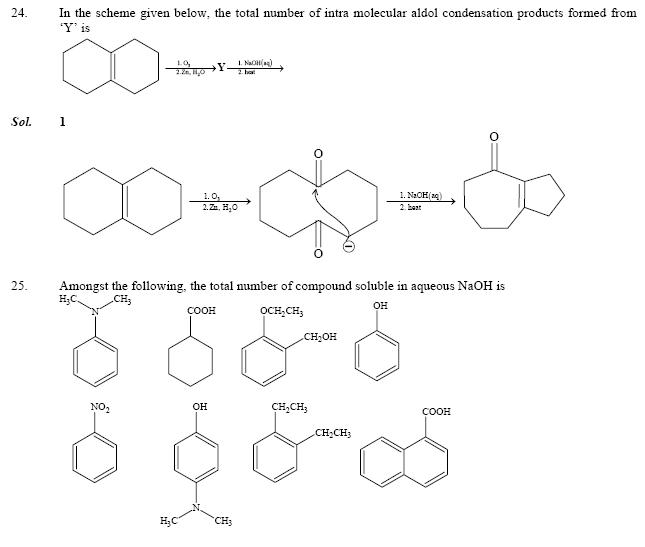 24. In the scheme given below, the total number of intra molecular aldol condensation products formed from
'Y' is
1. O₃
2.Zn, H₂O
Y
1. NaOH(aq)
2. heat
Sol. 1
O
O
1. O₃
2.Zn, H₂O
O
1. NaOH(aq)
2. heat
25. Amongst the following, the total number of compound soluble in aqueous NaOH is
H₃C N CH₃
COOH
OCH₂CH₃
CH₂OH
OH
NO₂
OH
N
H₃C CH₃
CH₂CH₃
CH₂CH₃
COOH